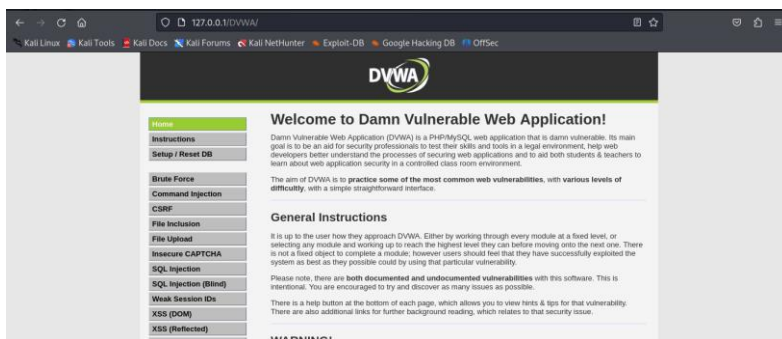 127.0.0.1/DVWA/
Kali Linux Kali Tools Kali Docs Kali Forums Kali NetHunter Exploit-DB Google Hacking DB OffSec
DVWA
Home
Instructions
Setup / Reset DB
Brute Force
Command Injection
CSRF
File Inclusion
File Upload
Insecure CAPTCHA
SQL Injection
SQL Injection (Blind)
Weak Session IDs
XSS (DOM)
XSS (Reflected)
Welcome to Damn Vulnerable Web Application!
Damn Vulnerable Web Application (DVWA) is a PHP/MySQL web application that is damn vulnerable. Its main
goal is to be an aid for security professionals to test their skills and tools in a legal environment, help web
developers better understand the processes of securing web applications and to aid both students & teachers to
learn about web application security in a controlled class room environment.
The aim of DVWA is to practice some of the most common web vulnerabilities, with various levels of
difficultly, with a simple straightforward interface.
General Instructions
It is up to the user how they approach DVWA. Either by working through every module at a fixed level, or
selecting any module and working up to reach the highest level they can before moving onto the next one. There
is not a fixed object to complete a module; however users should feel that they have successfully exploited the
system as best as they possible could by using that particular vulnerability.
Please note, there are both documented and undocumented vulnerabilities with this software. This is
intentional. You are encouraged to try and discover as many issues as possible.
There is a help button at the bottom of each page, which allows you to view hints & tips for that vulnerability.
There are also additional links for further background reading, which relates to that security issue.
WARNING!